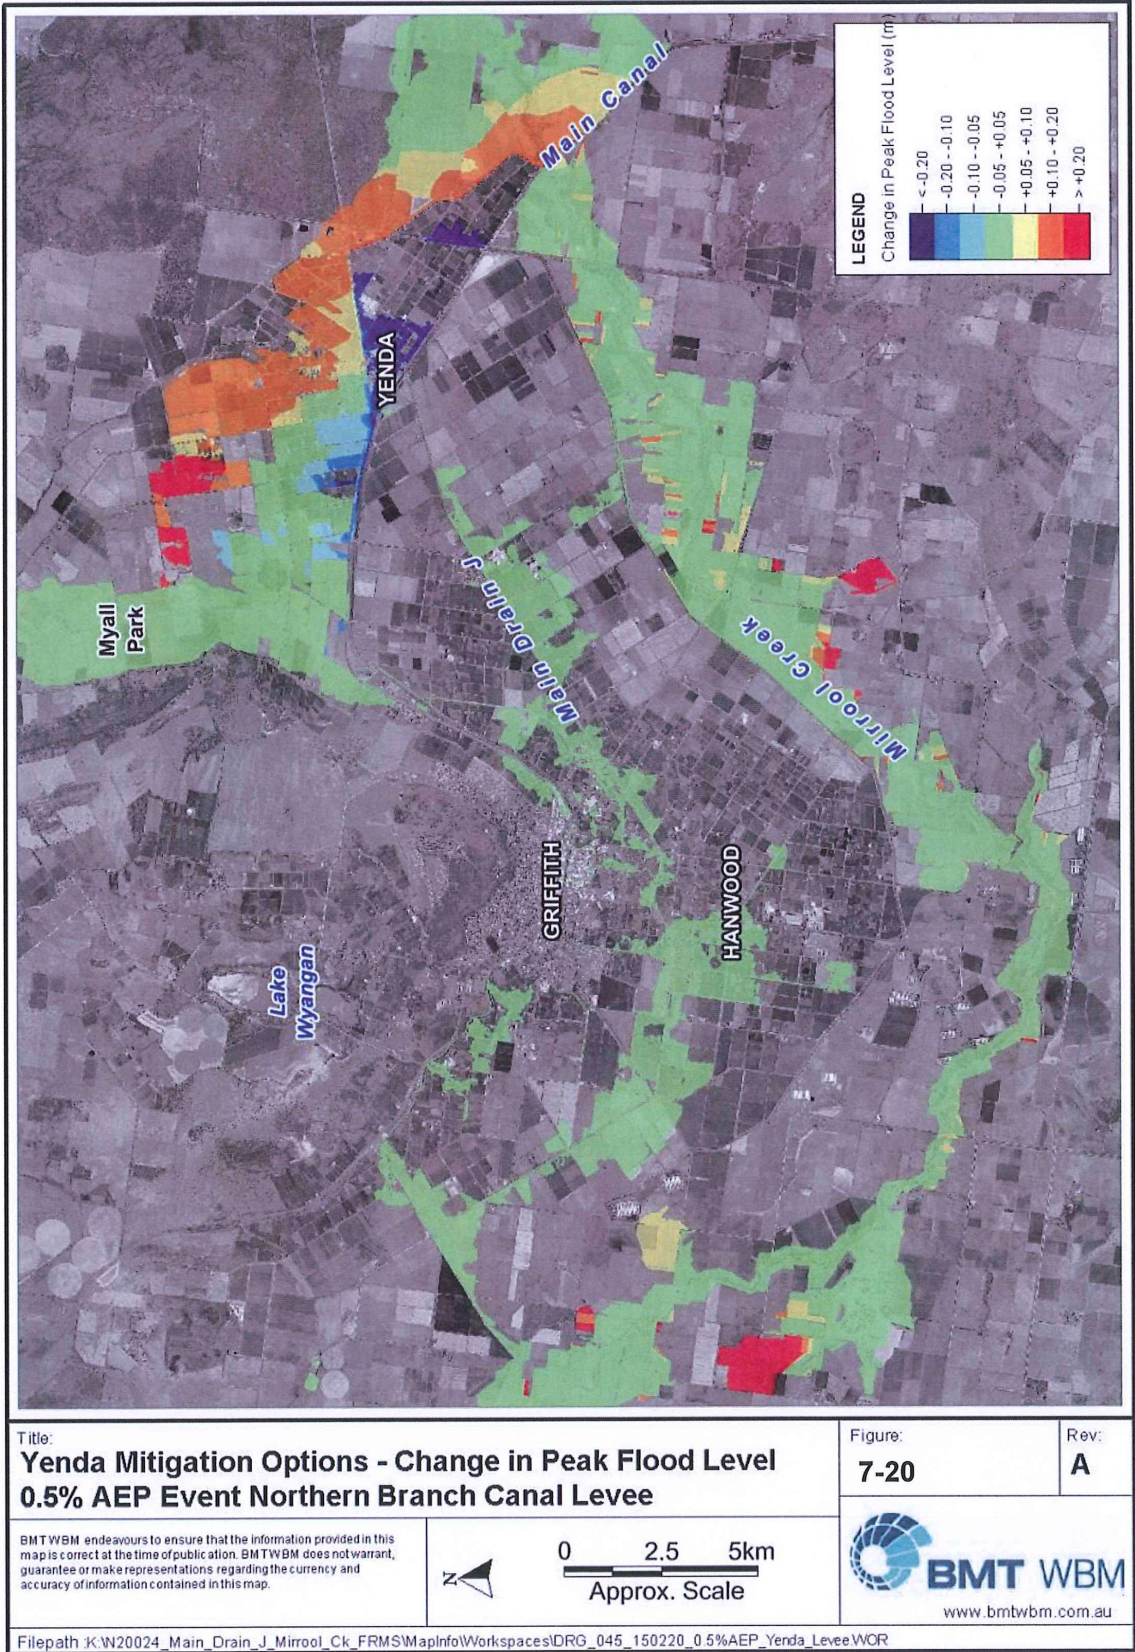 Main Canal
YENDA
Myall
Park
Main Drain J
Mirrool Creek
GRIFFITH
HANWOOD
Lake
Wyangan
LEGEND
Change in Peak Flood Level (m)
< -0.20
-0.20 - -0.10
-0.10 - -0.05
-0.05 - +0.05
+0.05 - +0.10
+0.10 - +0.20
> +0.20
Title:
Yenda Mitigation Options - Change in Peak Flood Level
0.5% AEP Event Northern Branch Canal Levee
Figure:
7-20
Rev:
A
BMT WBM endeavours to ensure that the information provided in this
map is correct at the time of publication. BMT WBM does not warrant,
guarantee or make representations regarding the currency and
accuracy of information contained in this map.
N
0 2.5 5km
Approx. Scale
BMT WBM
www.bmtwbm.com.au
Filepath :K:\N20024_Main_Drain_J_Mirrool_Ck_FRMS\MapInfo\Workspaces\DRG_045_150220_0.5%AEP_Yenda_Levee.WOR